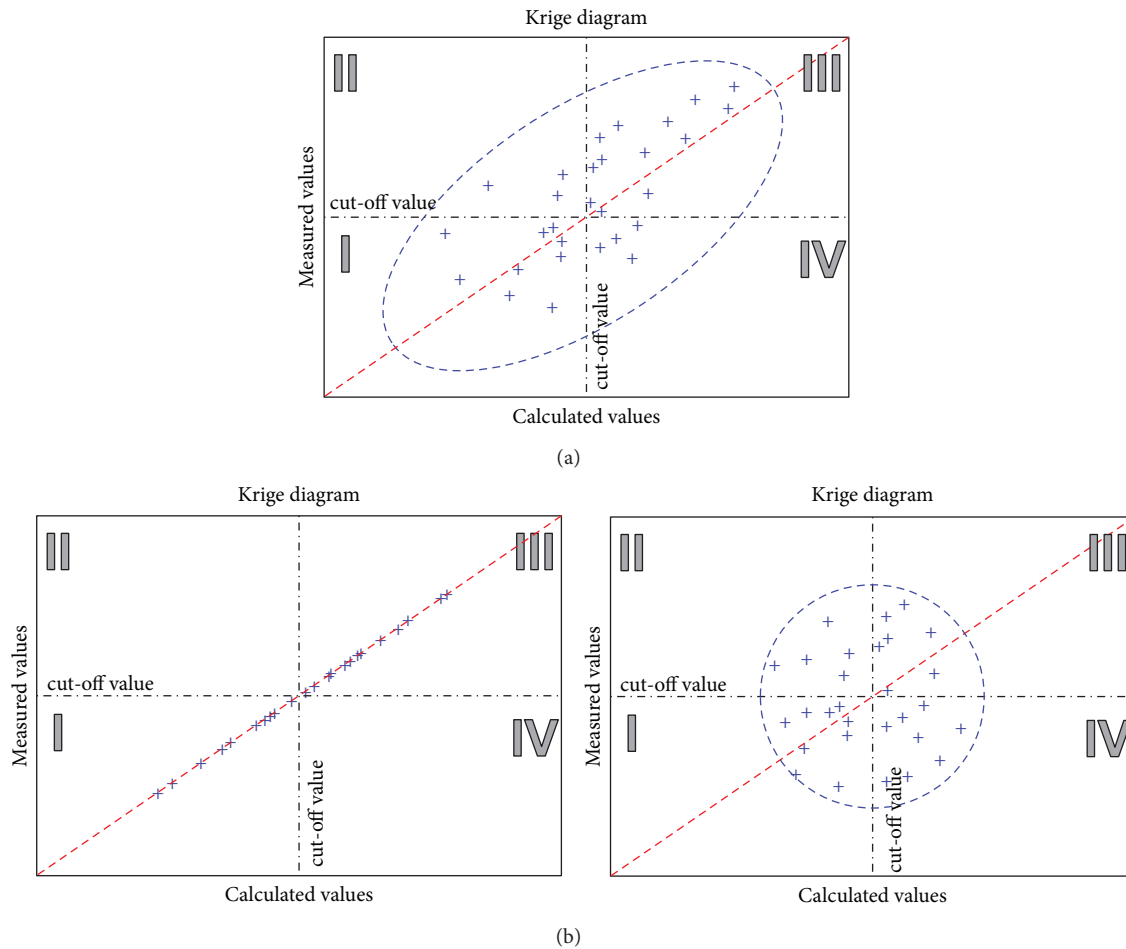 Krige diagram
II
III
Measured values
cut-off value
I
IV
cut-off value
Calculated values
(a)
Krige diagram
II
III
Measured values
cut-off value
I
IV
cut-off value
Calculated values
Krige diagram
II
III
Measured values
cut-off value
I
IV
cut-off value
Calculated values
(b)